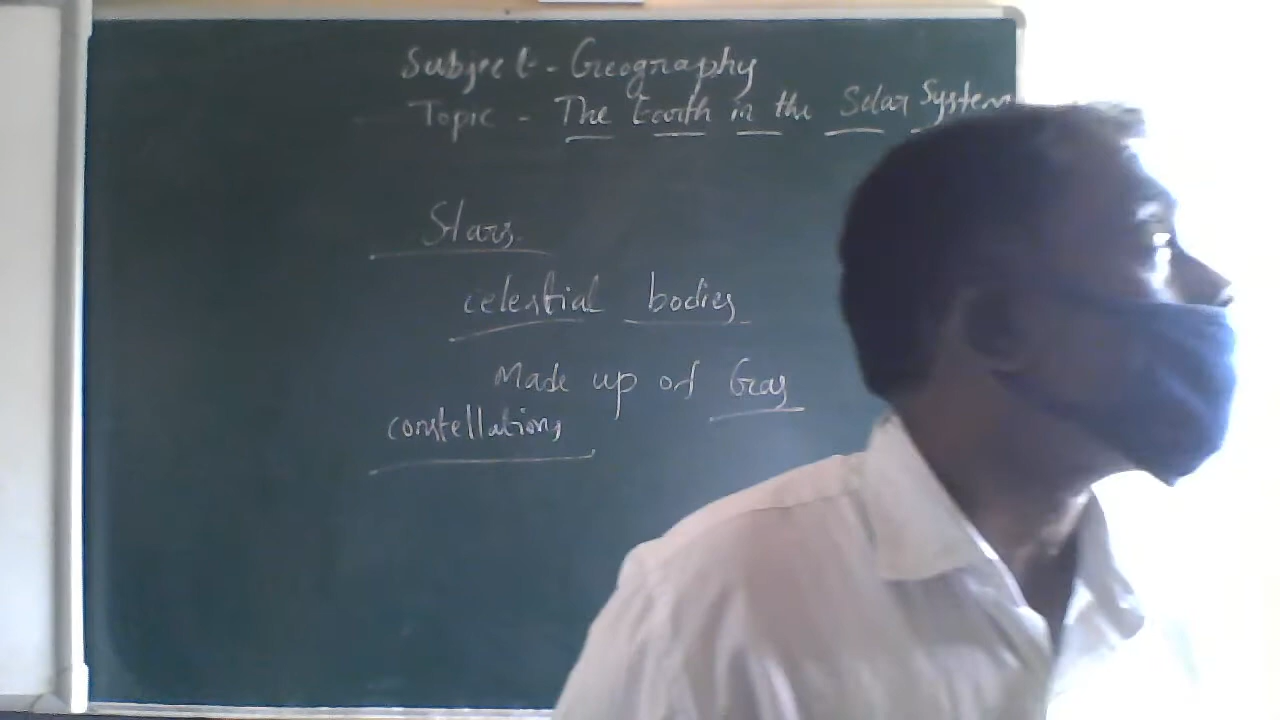 Subject - Geography
Topic - The Earth in the Solar System
Stars
celestial bodies
Made up of Gas
constellations